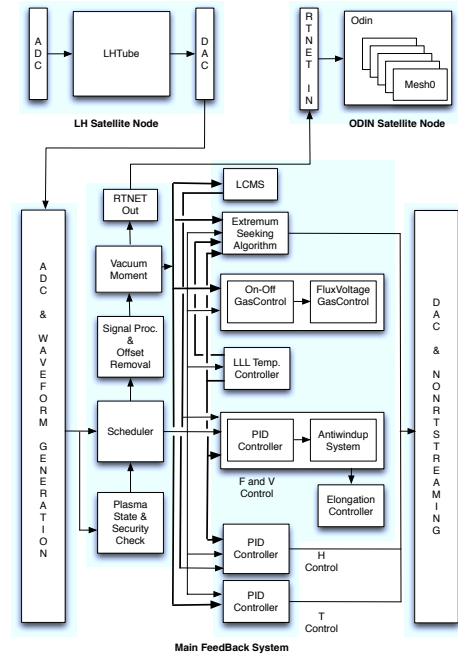 ADC
LHTube
DAC
LH Satellite Node
RTNET IN
Odin
Mesh0
ODIN Satellite Node
RTNET
Out
LCMS
Extremum
Seeking
Algorithm
Vacuum
Moment
On-Off
GasControl
FluxVoltage
GasControl
Signal Proc.
&
Offset
Removal
LLL Temp.
Controller
ADC & WAVEFORM GENERATION
Scheduler
PID
Controller
Antiwindup
System
F and V
Control
Elongation
Controller
Plasma
State &
Security
Check
PID
Controller
H
Control
PID
Controller
T
Control
DAC & NONRTSTREAMING
Main FeedBack System